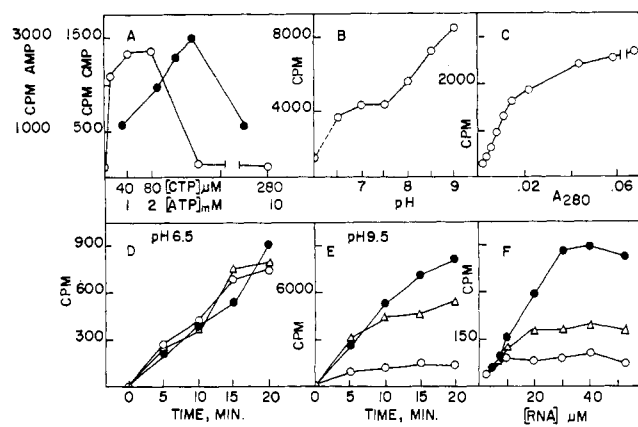 A
CPM AMP
CPM CMP
3000
1500
1000
500
40 80 [CTP]μM 280
1 2 [ATP]mM 10
B
CPM
8000
4000
7 8 9
pH
C
CPM
2000
.02 .06
A280
D
pH 6.5
CPM
900
600
300
0 5 10 15 20
TIME, MIN.
E
pH 9.5
CPM
6000
0 5 10 15 20
TIME, MIN.
F
CPM
150
20 40
[RNA] μM